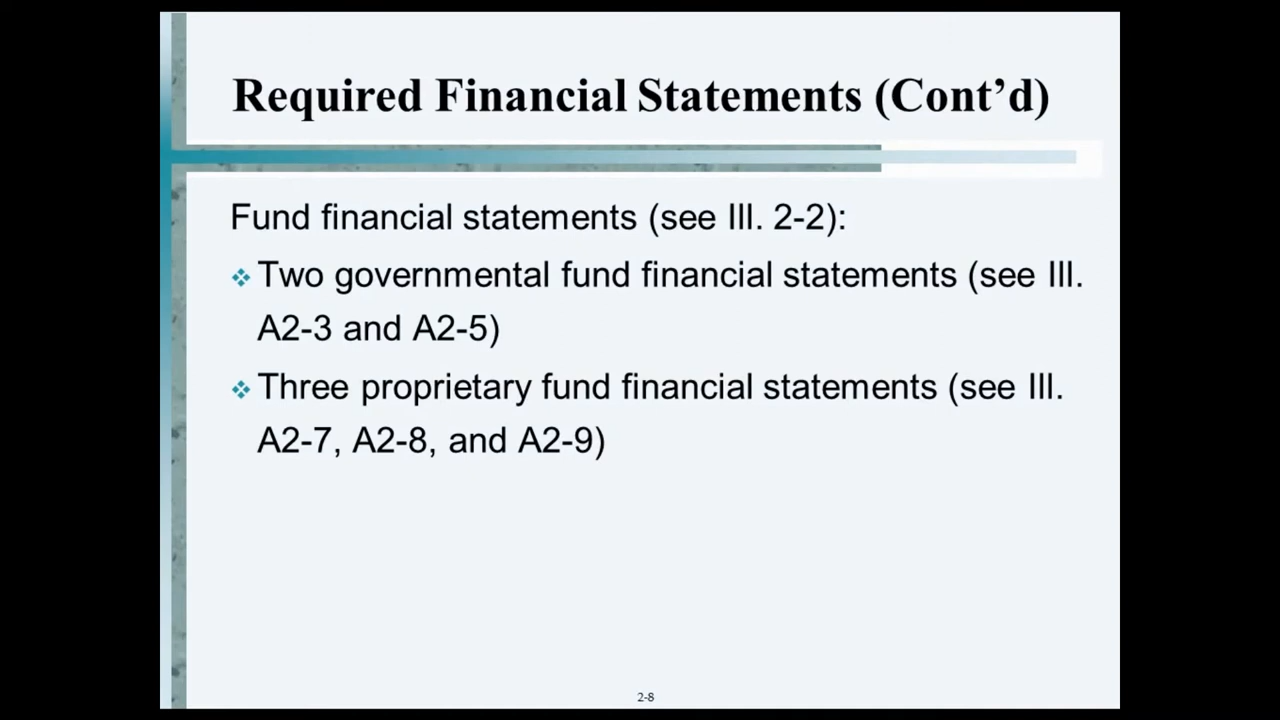 Required Financial Statements (Cont’d)
Fund financial statements (see Ill. 2-2):
Two governmental fund financial statements (see Ill.
A2-3 and A2-5)
Three proprietary fund financial statements (see Ill.
A2-7, A2-8, and A2-9)
2-8